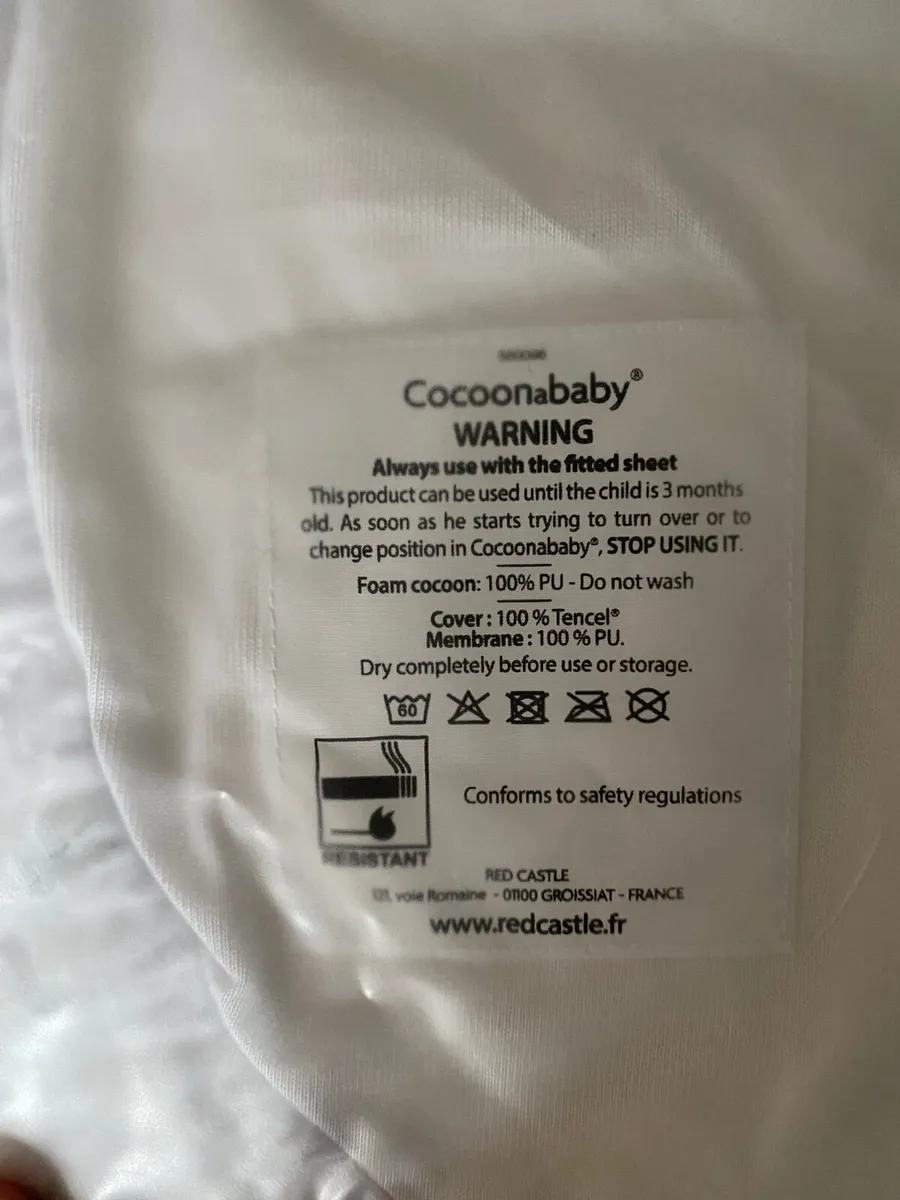 Cocoonababy®
WARNING
Always use with the fitted sheet
This product can be used until the child is 3 months
old. As soon as he starts trying to turn over or to
change position in Cocoonababy®, STOP USING IT.
Foam cocoon: 100% PU - Do not wash
Cover : 100 % Tencel®
Membrane : 100 % PU.
Dry completely before use or storage.
60
Conforms to safety regulations
RESISTANT
RED CASTLE
voie Romaine - 01100 GROISSIAT - FRANCE
www.redcastle.fr